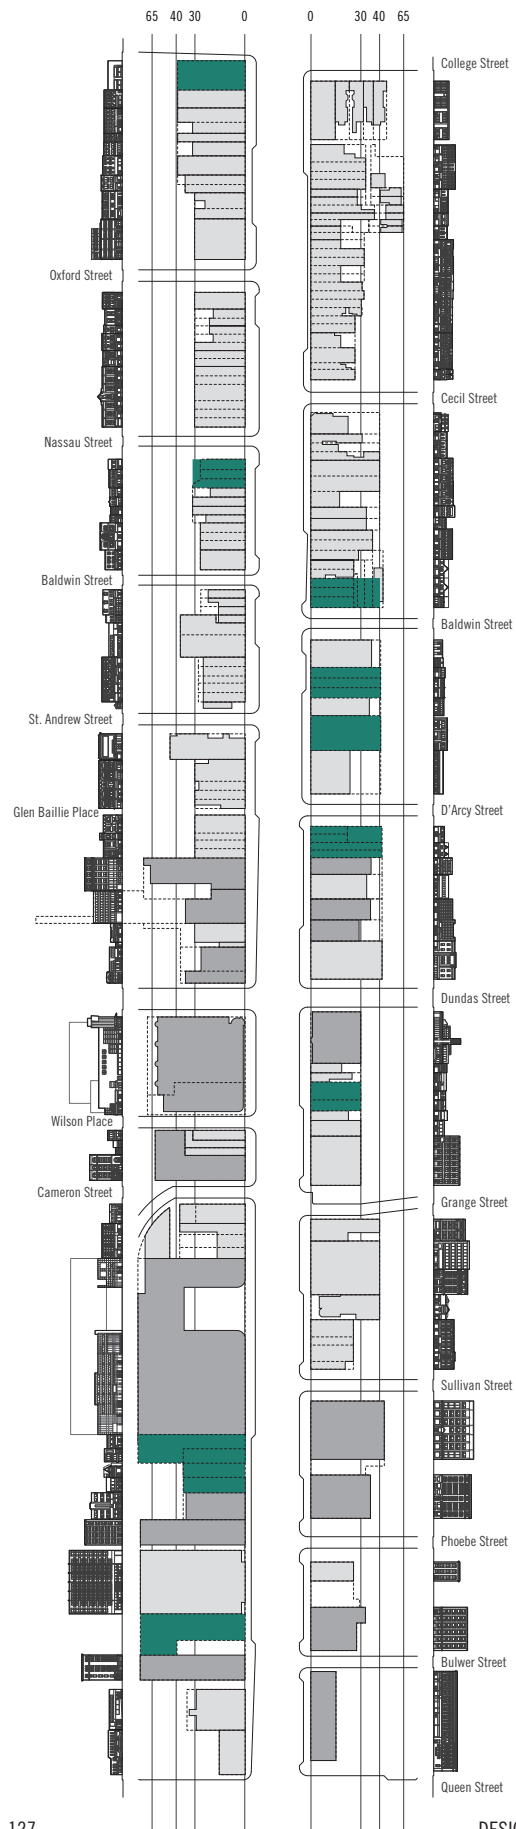 65 40 30 0 0 30 40 65
College Street
Oxford Street
Cecil Street
Nassau Street
Baldwin Street
Baldwin Street
St. Andrew Street
D'Arcy Street
Glen Baillie Place
Dundas Street
Wilson Place
Cameron Street
Grange Street
Sullivan Street
Phoebe Street
Bulwer Street
Queen Street
127 DESIG